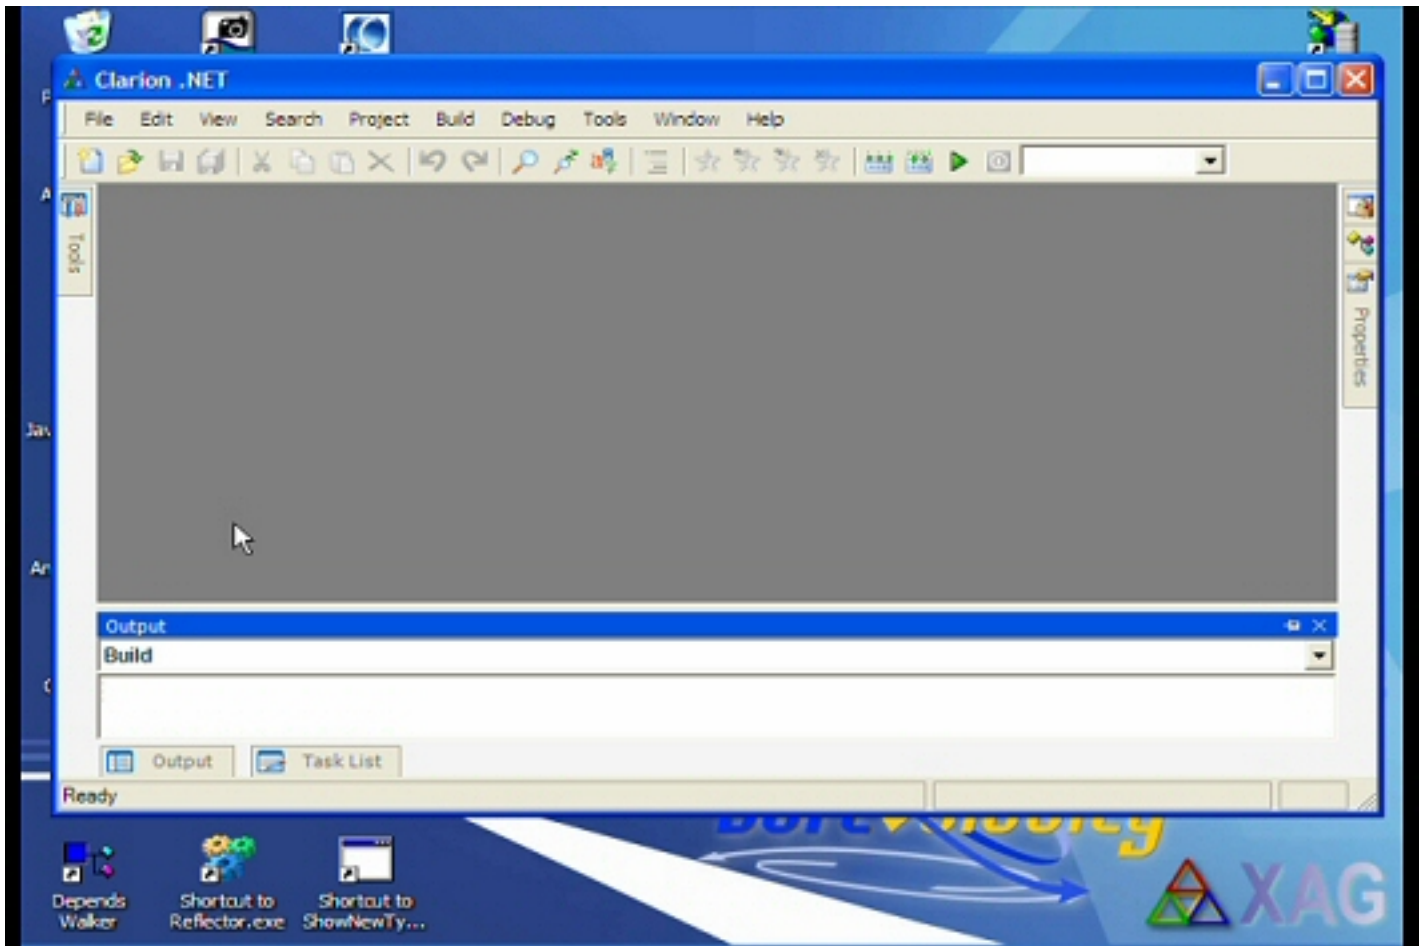 Clarion .NET
File Edit View Search Project Build Debug Tools Window Help
Tools
Properties
Output
Build
Output Task List
Ready
Depends
Walker
Shortcut to
Reflector.exe
Shortcut to
ShowNewTy...
XAG